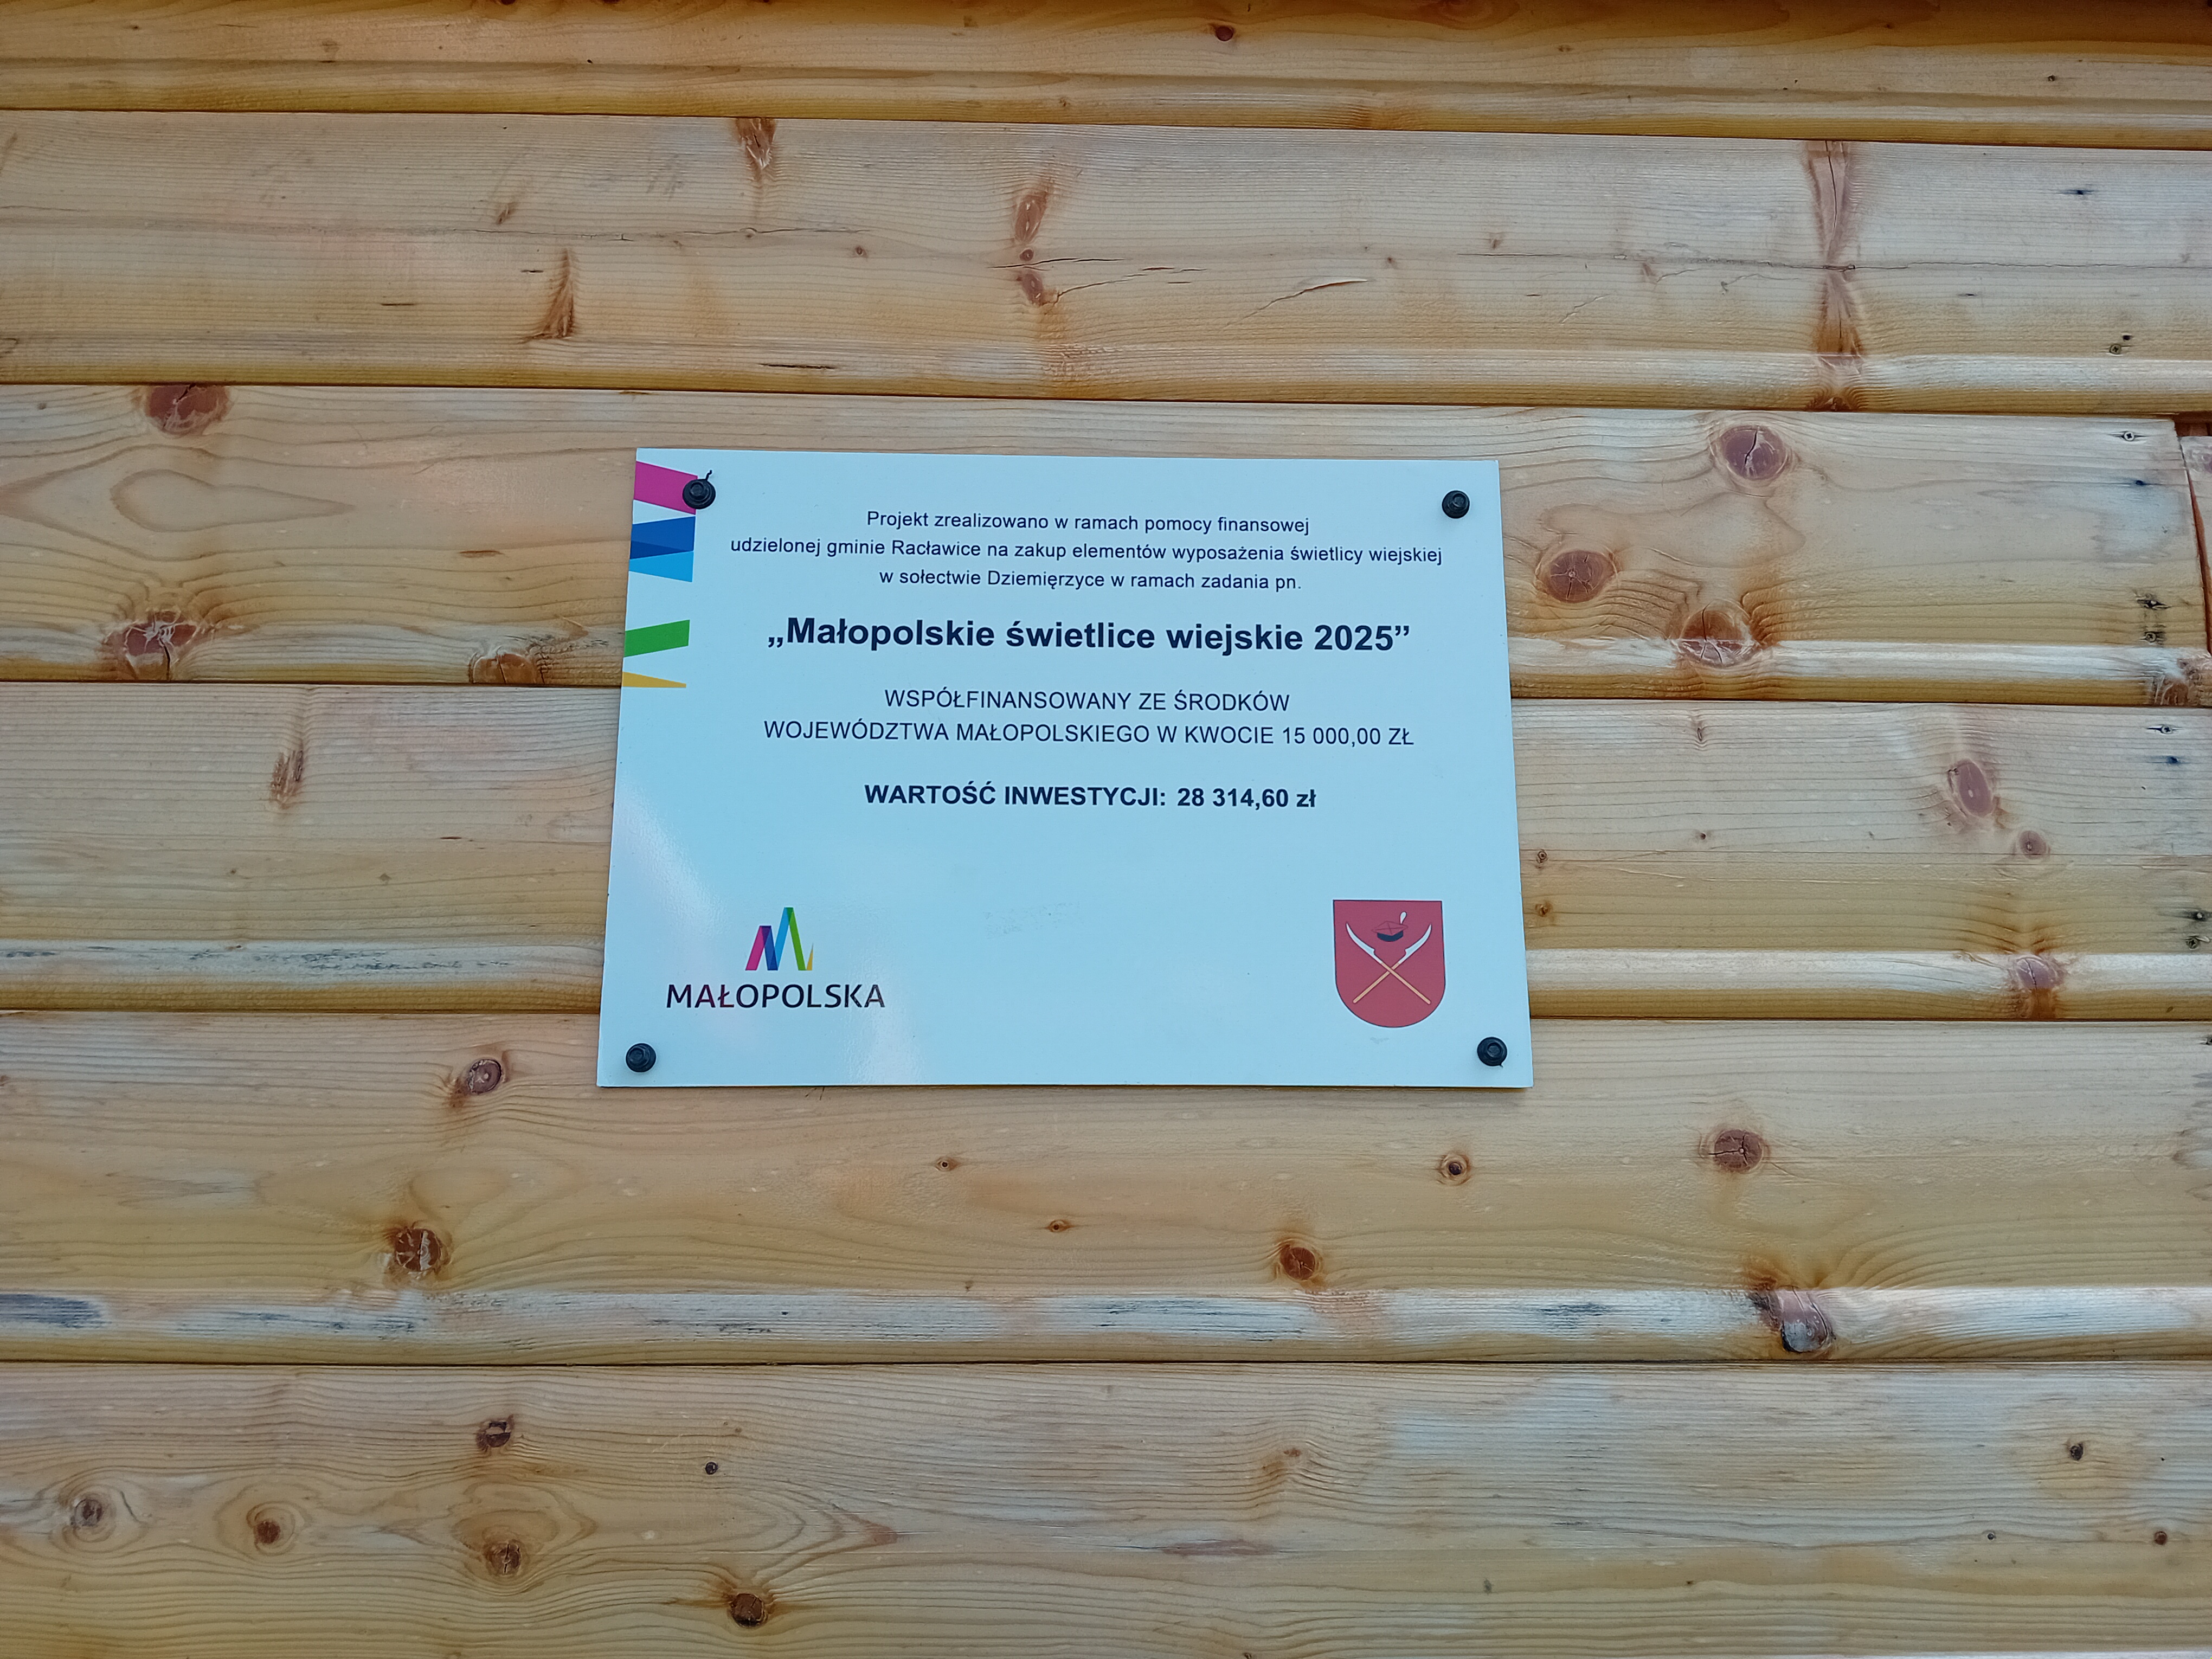 Projekt zrealizowano w ramach pomocy finansowej
udzielonej gminie Racławice na zakup elementów wyposażenia świetlicy wiejskiej
w sołectwie Dziemięrzyce w ramach zadania pn.
„Małopolskie świetlice wiejskie 2025”
WSPÓŁFINANSOWANY ZE ŚRODKÓW
WOJEWÓDZTWA MAŁOPOLSKIEGO W KWOCIE 15 000,00 ZŁ
WARTOŚĆ INWESTYCJI: 28 314,60 zł
MAŁOPOLSKA